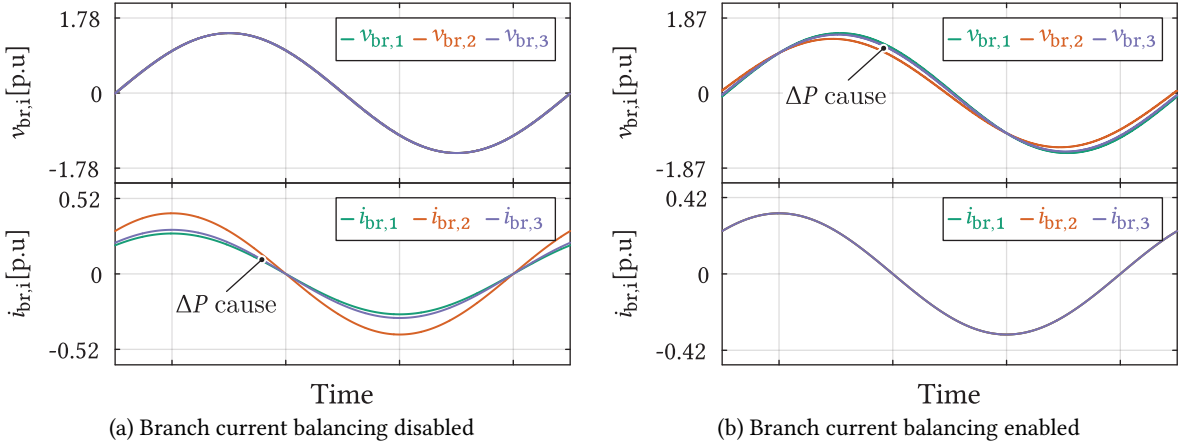 1.78
0
-1.78
v_br,i[p.u]
v_br,1 v_br,2 v_br,3
0.52
0
-0.52
i_br,i[p.u]
i_br,1 i_br,2 i_br,3
ΔP cause
Time
(a) Branch current balancing disabled
1.87
0
-1.87
v_br,i[p.u]
v_br,1 v_br,2 v_br,3
ΔP cause
0.42
0
-0.42
i_br,i[p.u]
i_br,1 i_br,2 i_br,3
Time
(b) Branch current balancing enabled